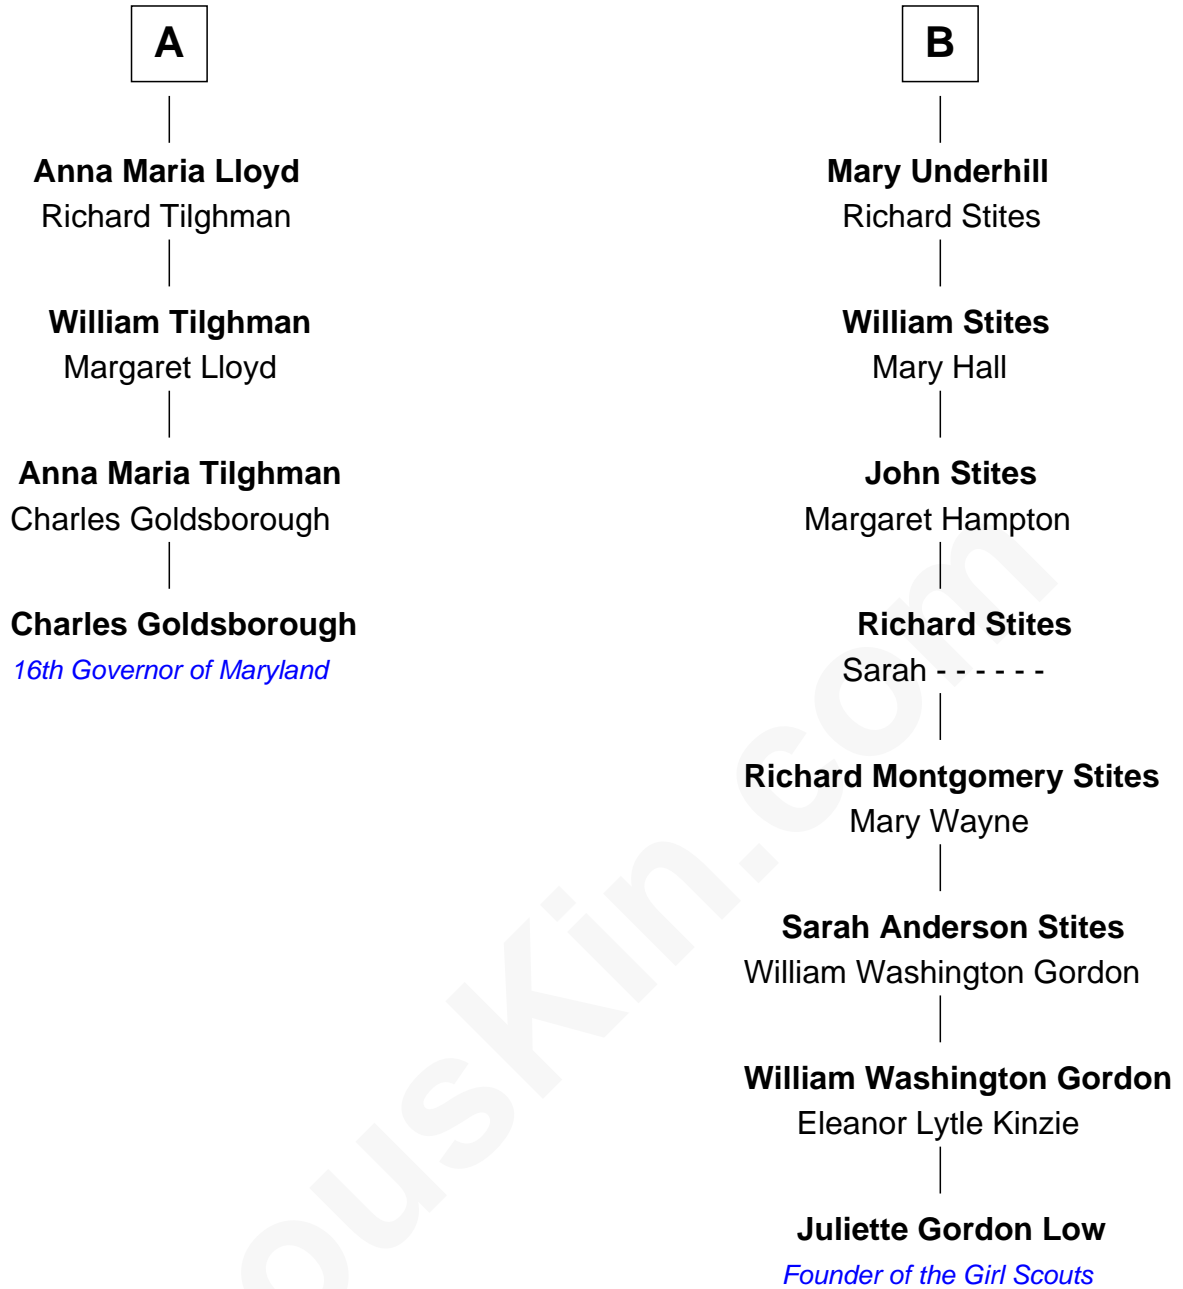 A
Anna Maria Lloyd
Richard Tilghman
William Tilghman
Margaret Lloyd
Anna Maria Tilghman
Charles Goldsborough
Charles Goldsborough
16th Governor of Maryland
B
Mary Underhill
Richard Stites
William Stites
Mary Hall
John Stites
Margaret Hampton
Richard Stites
Sarah - - - - - -
Richard Montgomery Stites
Mary Wayne
Sarah Anderson Stites
William Washington Gordon
William Washington Gordon
Eleanor Lytle Kinzie
Juliette Gordon Low
Founder of the Girl Scouts
ousKin.com